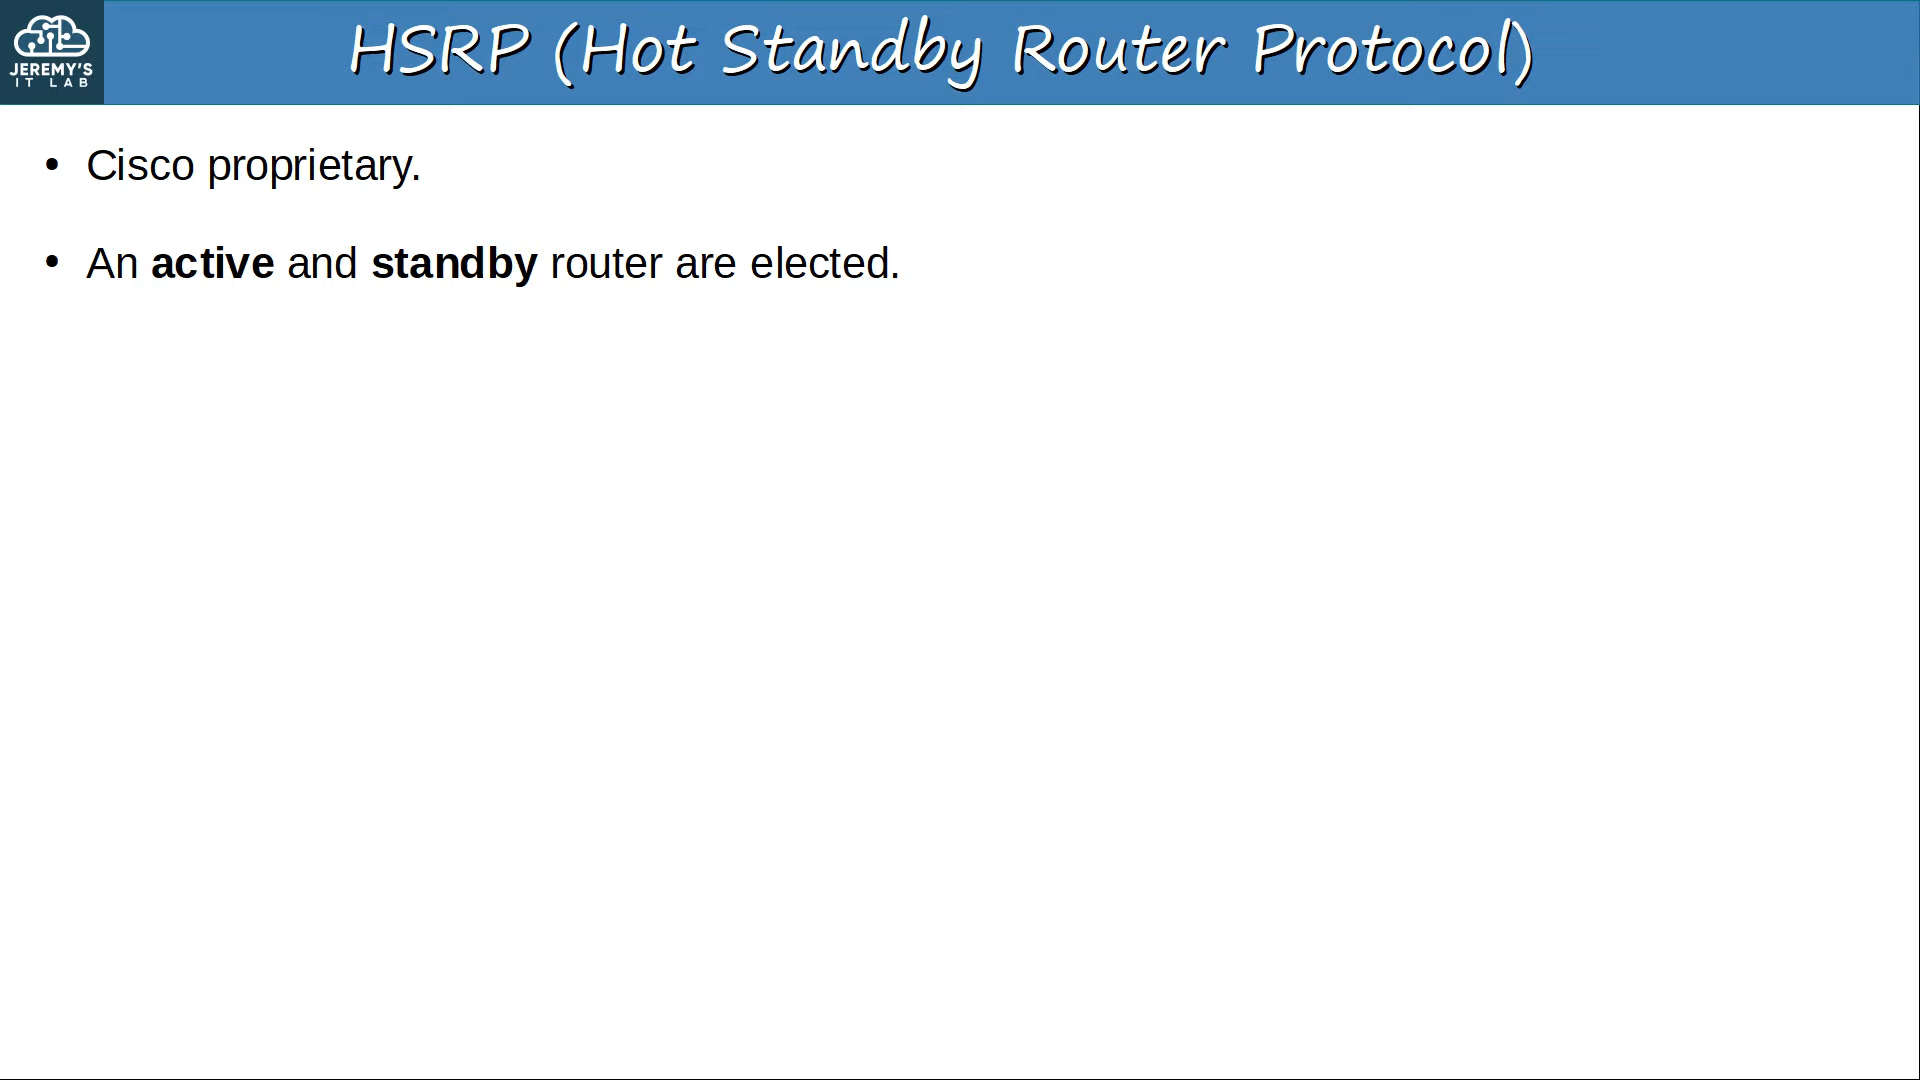 JEREMY'S
IT LAB
HSRP (Hot Standby Router Protocol)
• Cisco proprietary.
• An active and standby router are elected.